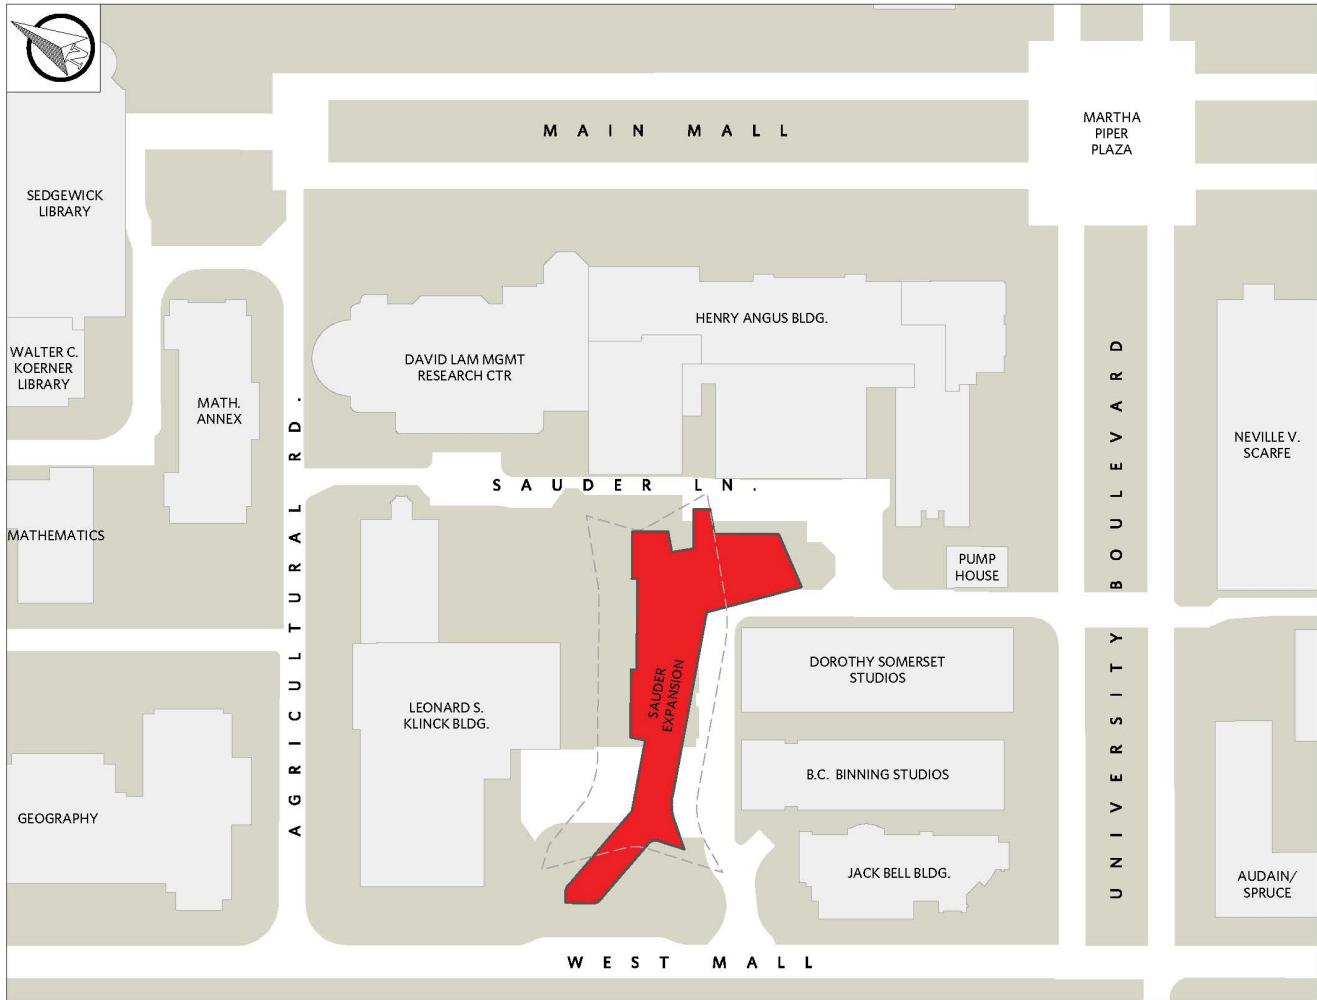 MAIN MALL
MARTHA
PIPER
PLAZA
SEDGEWICK
LIBRARY
HENRY ANGUS BLDG.
WALTER C.
KOERNER
LIBRARY
DAVID LAM MGMT
RESEARCH CTR
MATH.
ANNEX
NEVILLE V.
SCARFE
SAUDER LN.
MATHEMATICS
AGRICULTURAL RD.
UNIVERSITY BOULEVARD
PUMP
HOUSE
DOROTHY SOMERSET
STUDIOS
SAUDER
EXPANSION
LEONARD S.
KLINCK BLDG.
B.C. BINNING STUDIOS
GEOGRAPHY
JACK BELL BLDG.
AUDAIN/
SPRUCE
WEST MALL